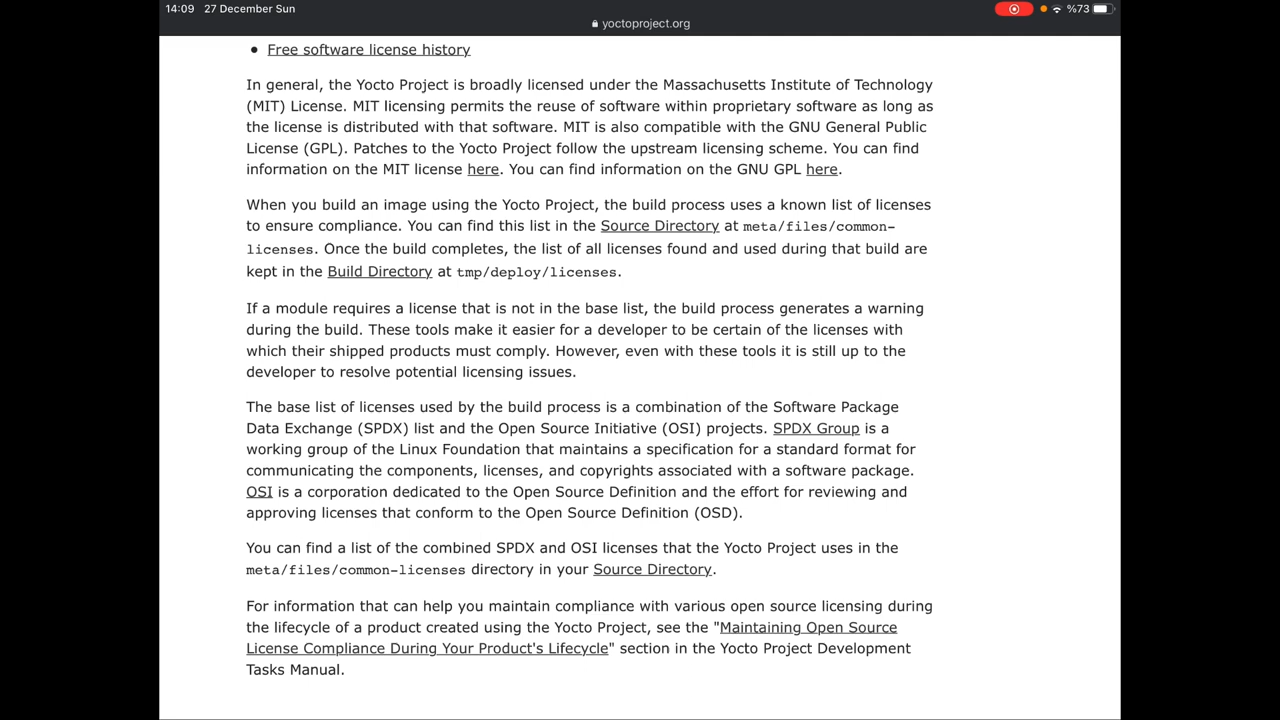 14:09 27 December Sun %73
yoctoproject.org
• Free software license history
In general, the Yocto Project is broadly licensed under the Massachusetts Institute of Technology
(MIT) License. MIT licensing permits the reuse of software within proprietary software as long as
the license is distributed with that software. MIT is also compatible with the GNU General Public
License (GPL). Patches to the Yocto Project follow the upstream licensing scheme. You can find
information on the MIT license here. You can find information on the GNU GPL here.
When you build an image using the Yocto Project, the build process uses a known list of licenses
to ensure compliance. You can find this list in the Source Directory at meta/files/common-
licenses. Once the build completes, the list of all licenses found and used during that build are
kept in the Build Directory at tmp/deploy/licenses.
If a module requires a license that is not in the base list, the build process generates a warning
during the build. These tools make it easier for a developer to be certain of the licenses with
which their shipped products must comply. However, even with these tools it is still up to the
developer to resolve potential licensing issues.
The base list of licenses used by the build process is a combination of the Software Package
Data Exchange (SPDX) list and the Open Source Initiative (OSI) projects. SPDX Group is a
working group of the Linux Foundation that maintains a specification for a standard format for
communicating the components, licenses, and copyrights associated with a software package.
OSI is a corporation dedicated to the Open Source Definition and the effort for reviewing and
approving licenses that conform to the Open Source Definition (OSD).
You can find a list of the combined SPDX and OSI licenses that the Yocto Project uses in the
meta/files/common-licenses directory in your Source Directory.
For information that can help you maintain compliance with various open source licensing during
the lifecycle of a product created using the Yocto Project, see the "Maintaining Open Source
License Compliance During Your Product's Lifecycle" section in the Yocto Project Development
Tasks Manual.